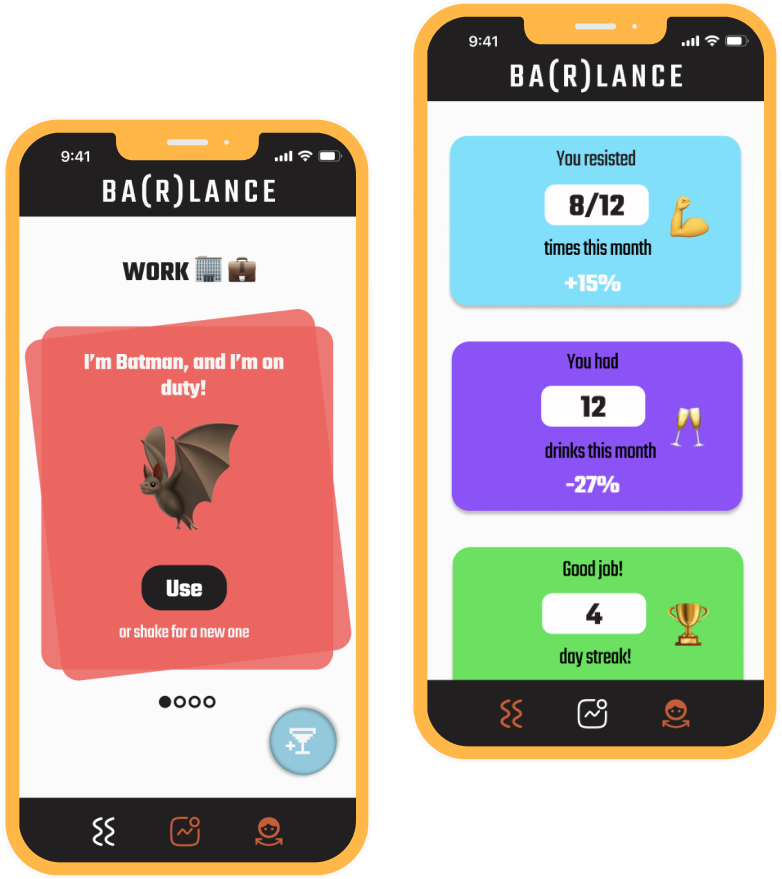 9:41
BA(R)LANCE
WORK
I'm Batman, and I'm on
duty!
Use
or shake for a new one
9:41
BA(R)LANCE
You resisted
8/12
times this month
+15%
You had
12
drinks this month
-27%
Good job!
4
day streak!